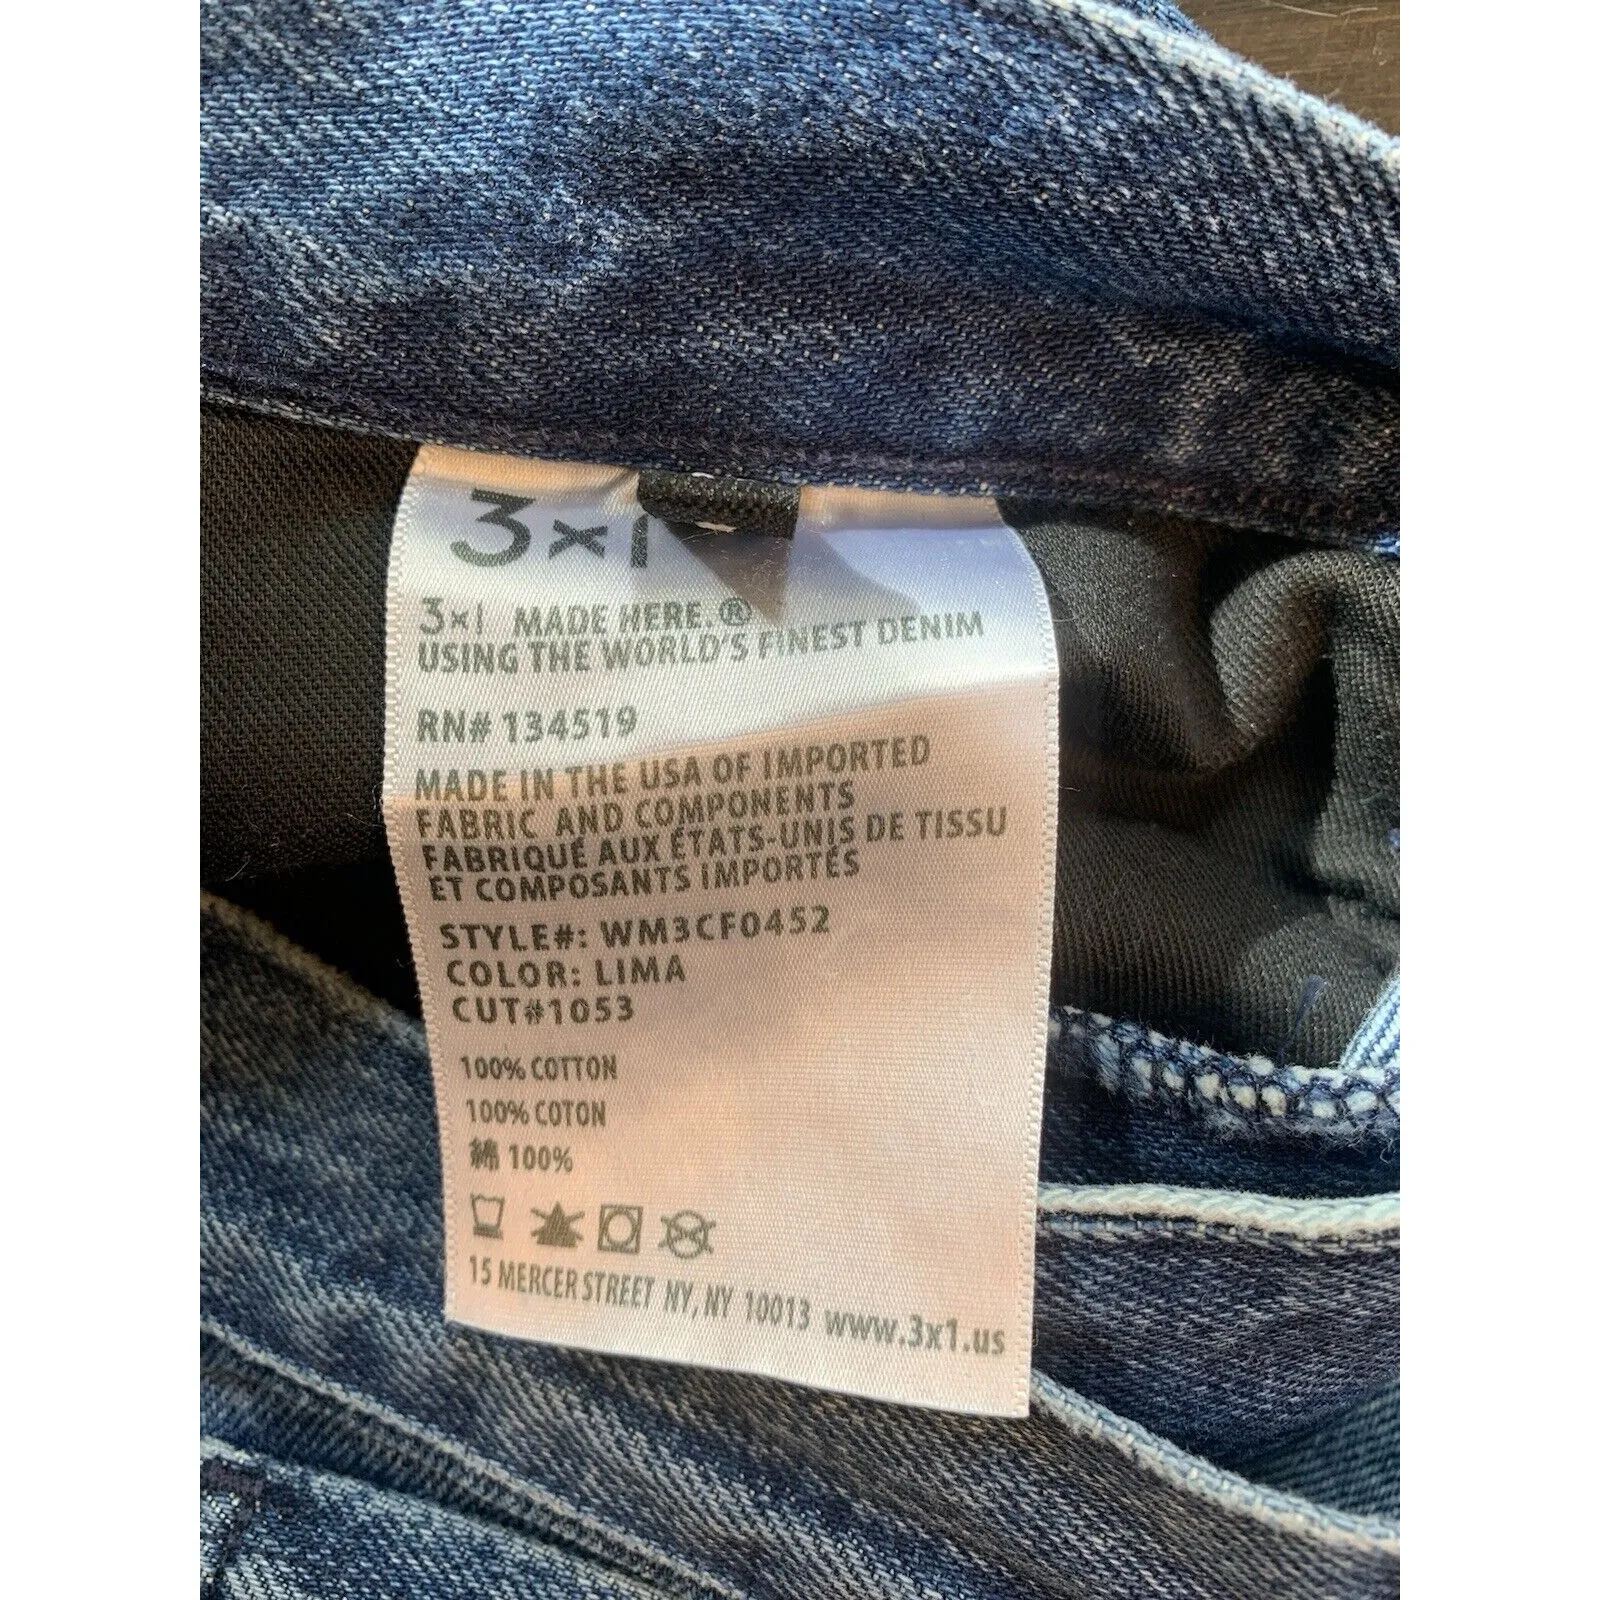 3x1
3x1 MADE HERE.®
USING THE WORLD'S FINEST DENIM
RN# 134519
MADE IN THE USA OF IMPORTED
FABRIC AND COMPONENTS
FABRIQUÉ AUX ÉTATS-UNIS DE TISSU
ET COMPOSANTS IMPORTÉS
STYLE#: WM3CF0452
COLOR: LIMA
CUT#1053
100% COTTON
100% COTON
綿 100%
15 MERCER STREET NY, NY 10013 www.3x1.us